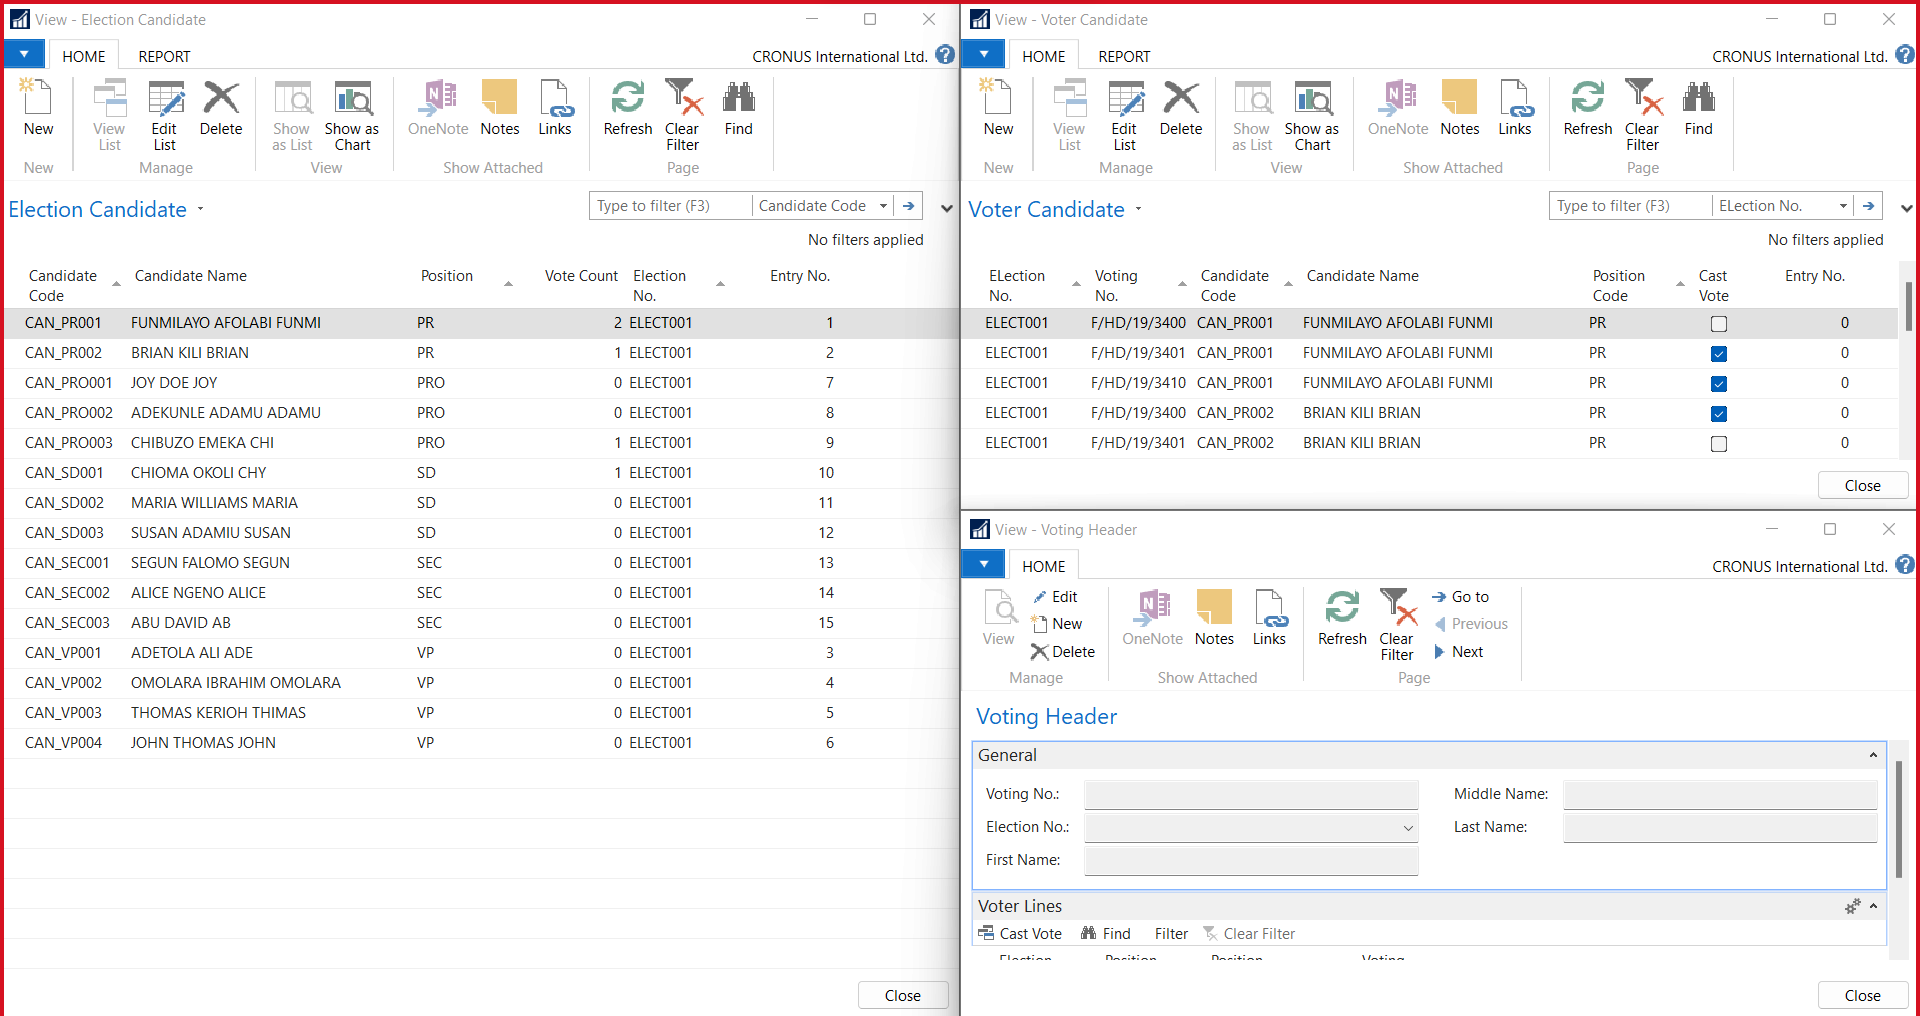 View - Election Candidate
HOME REPORT CRONUS International Ltd. ?
New View List Edit List Delete Show as List Show as Chart OneNote Notes Links Refresh Clear Filter Find
New Manage View Show Attached Page
Election Candidate
Type to filter (F3) Candidate Code
No filters applied
Candidate Code Candidate Name Position Vote Count Election No. Entry No.
CAN_PR001 FUNMILAYO AFOLABI FUNMI PR 2 ELECT001 1
CAN_PR002 BRIAN KILI BRIAN PR 1 ELECT001 2
CAN_PRO001 JOY DOE JOY PRO 0 ELECT001 7
CAN_PRO002 ADEKUNLE ADAMU ADAMU PRO 0 ELECT001 8
CAN_PRO003 CHIBUZO EMEKA CHI PRO 1 ELECT001 9
CAN_SD001 CHIOMA OKOLI CHY SD 1 ELECT001 10
CAN_SD002 MARIA WILLIAMS MARIA SD 0 ELECT001 11
CAN_SD003 SUSAN ADAMIU SUSAN SD 0 ELECT001 12
CAN_SEC001 SEGUN FALOMO SEGUN SEC 0 ELECT001 13
CAN_SEC002 ALICE NGENO ALICE SEC 0 ELECT001 14
CAN_SEC003 ABU DAVID AB SEC 0 ELECT001 15
CAN_VP001 ADETOLA ALI ADE VP 0 ELECT001 3
CAN_VP002 OMOLARA IBRAHIM OMOLARA VP 0 ELECT001 4
CAN_VP003 THOMAS KERIOH THIMAS VP 0 ELECT001 5
CAN_VP004 JOHN THOMAS JOHN VP 0 ELECT001 6
Close
View - Voter Candidate
HOME REPORT CRONUS International Ltd. ?
New View List Edit List Delete Show as List Show as Chart OneNote Notes Links Refresh Clear Filter Find
New Manage View Show Attached Page
Voter Candidate
Type to filter (F3) ELection No.
No filters applied
ELection No. Voting No. Candidate Code Candidate Name Position Code Cast Vote Entry No.
ELECT001 F/HD/19/3400 CAN_PR001 FUNMILAYO AFOLABI FUNMI PR 0
ELECT001 F/HD/19/3401 CAN_PR001 FUNMILAYO AFOLABI FUNMI PR 0
ELECT001 F/HD/19/3410 CAN_PR001 FUNMILAYO AFOLABI FUNMI PR 0
ELECT001 F/HD/19/3400 CAN_PR002 BRIAN KILI BRIAN PR 0
ELECT001 F/HD/19/3401 CAN_PR002 BRIAN KILI BRIAN PR 0
Close
View - Voting Header
HOME CRONUS International Ltd. ?
View Edit New Delete OneNote Notes Links Refresh Clear Filter Go to Previous Next
Manage Show Attached Page
Voting Header
General
Voting No.: Middle Name:
Election No.: Last Name:
First Name:
Voter Lines
Cast Vote Find Filter Clear Filter
Election Position Position Voting
Close